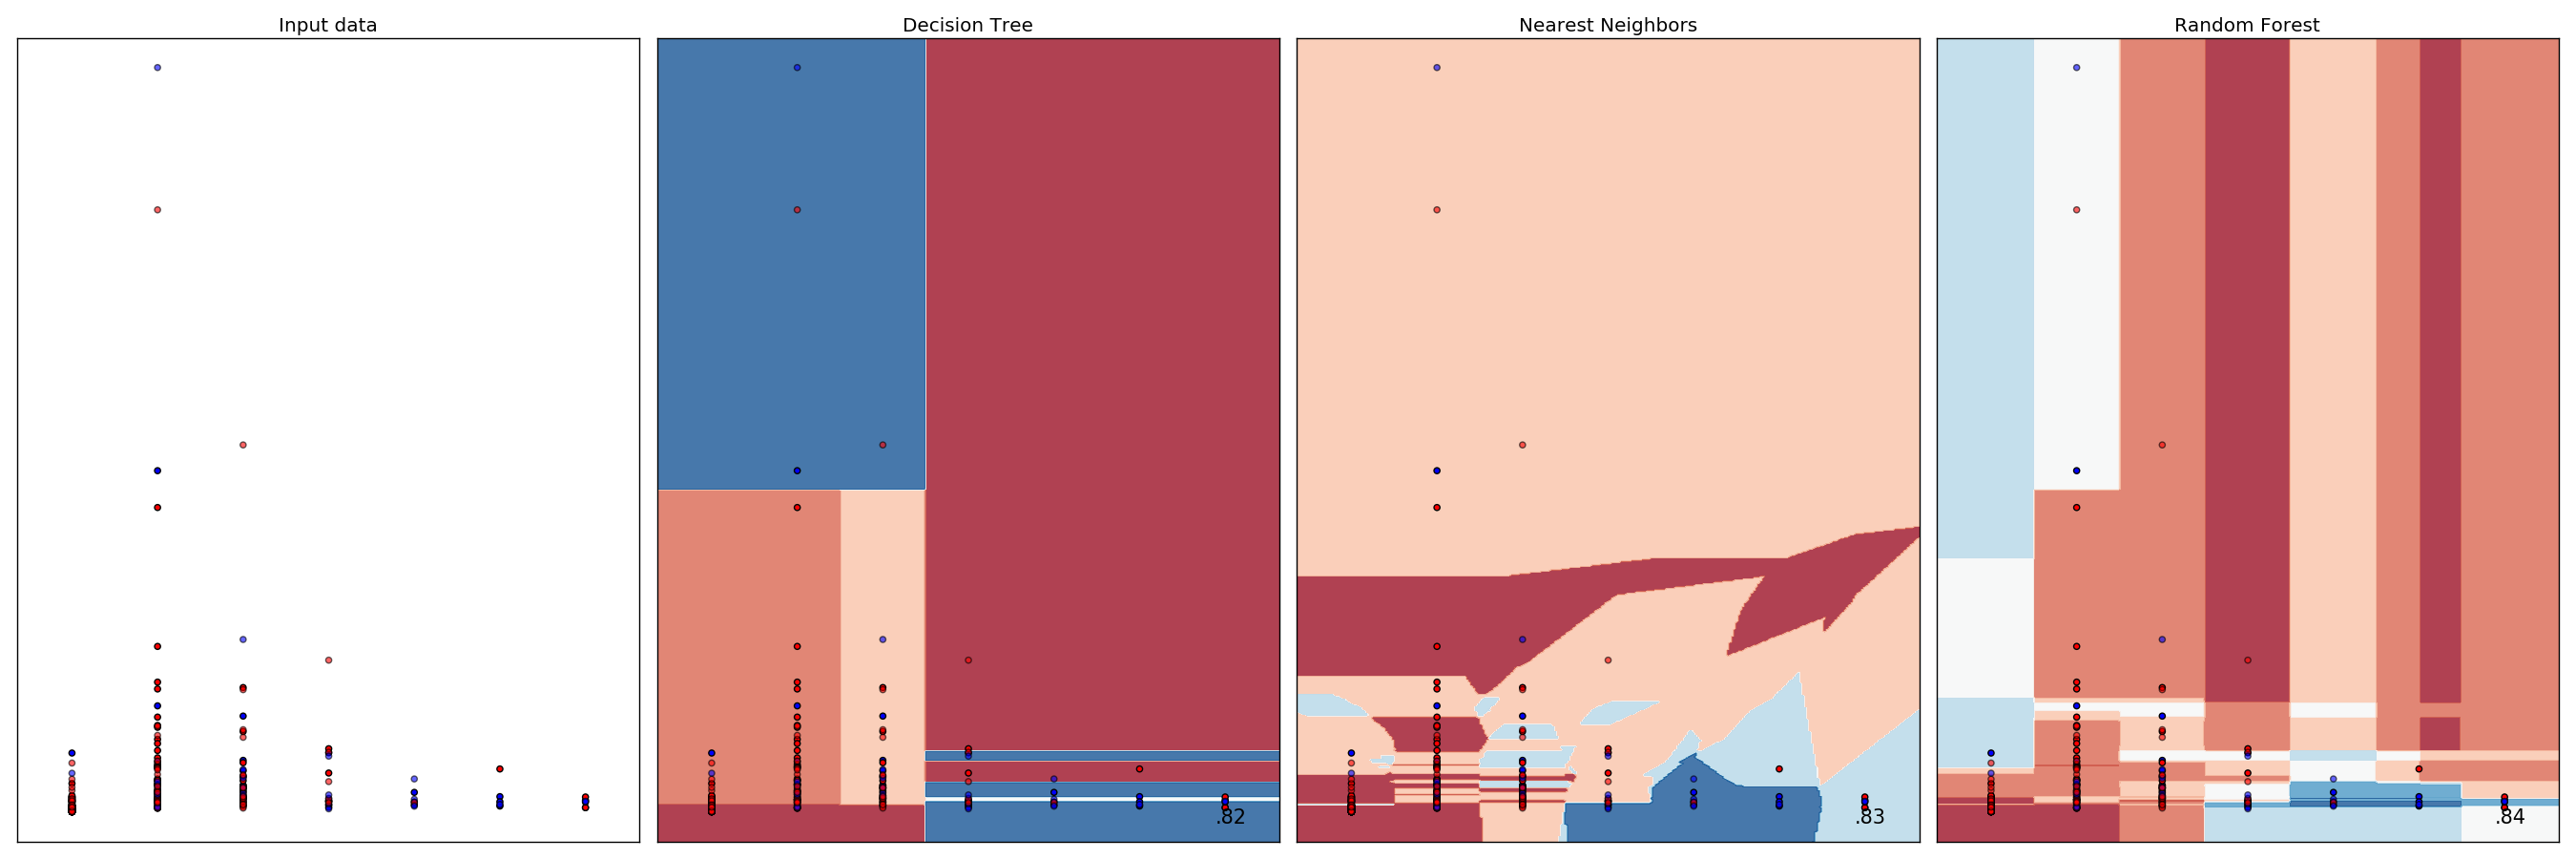 Input data
Decision Tree
Nearest Neighbors
Random Forest
.82
.83
.84